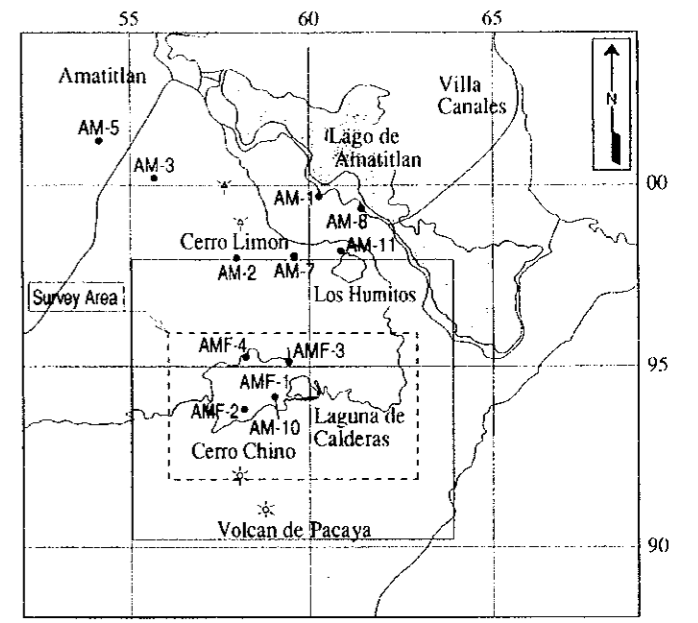 55
60
65
Amatitlan
Villa
Canales
N
AM-5
Lago de
Amatitlan
AM-3
00
AM-1
AM-8
Cerro Limon
AM-11
AM-2
AM-7
Survey Area
Los Humitos
AMF-4
AMF-3
95
AMF-1
AMF-2
AM-10
Laguna de
Calderas
Cerro Chino
Volcan de Pacaya
90